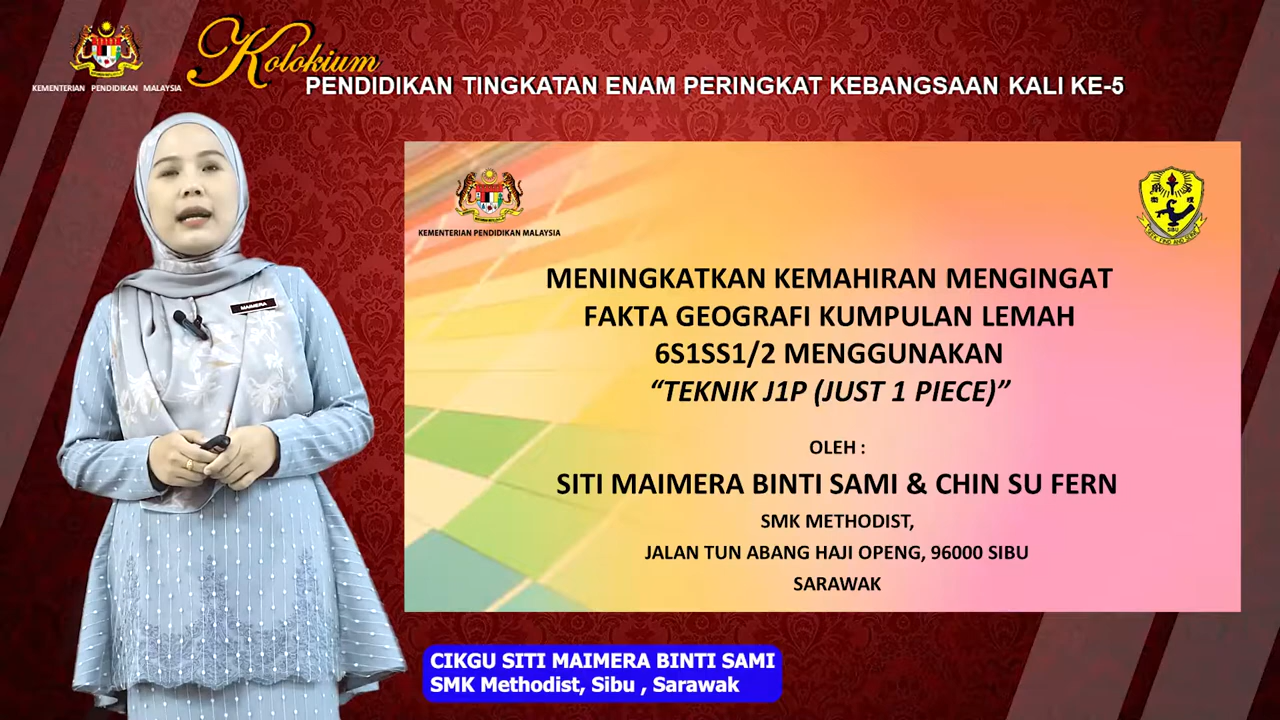 Kolokium
PENDIDIKAN TINGKATAN ENAM PERINGKAT KEBANGSAAN KALI KE-5
KEMENTERIAN PENDIDIKAN MALAYSIA
KEMENTERIAN PENDIDIKAN MALAYSIA
SIBU
MENINGKATKAN KEMAHIRAN MENGINGAT
FAKTA GEOGRAFI KUMPULAN LEMAH
6S1SS1/2 MENGGUNAKAN
“TEKNIK J1P (JUST 1 PIECE)”
OLEH :
SITI MAIMERA BINTI SAMI & CHIN SU FERN
SMK METHODIST,
JALAN TUN ABANG HAJI OPENG, 96000 SIBU
SARAWAK
MAIMERA
CIKGU SITI MAIMERA BINTI SAMI
SMK Methodist, Sibu , Sarawak